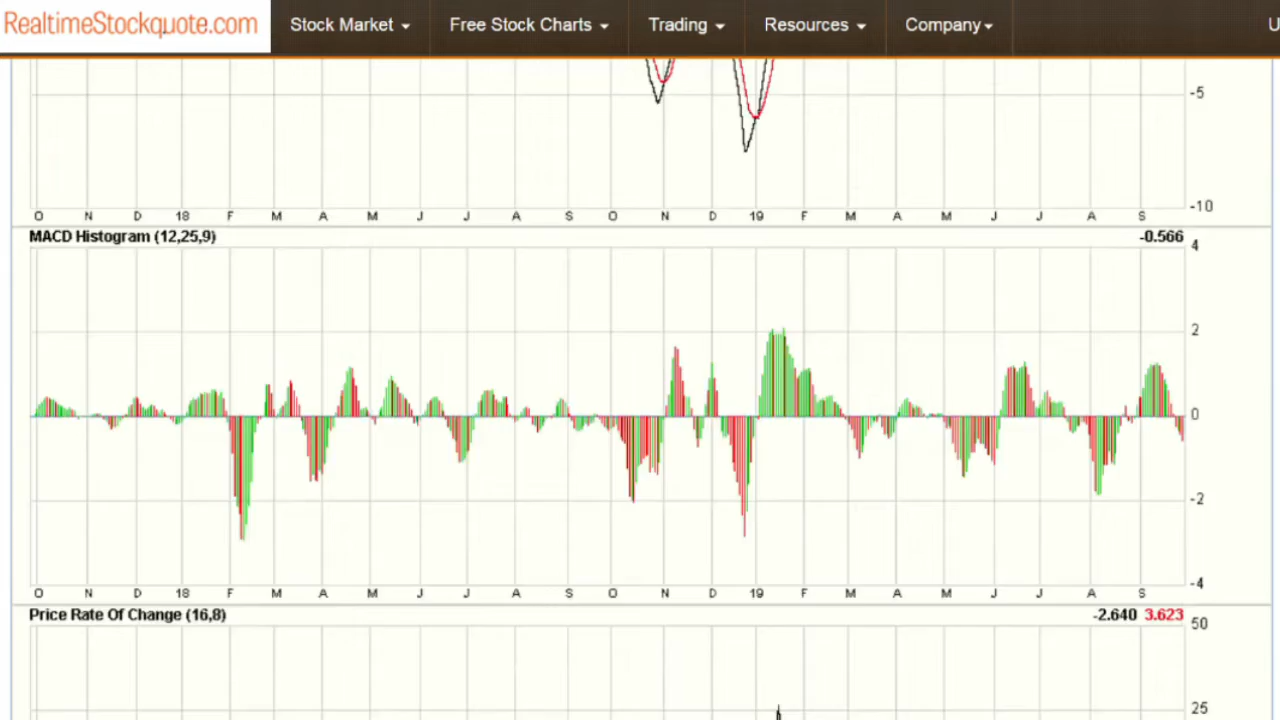 RealtimeStockquote.com Stock Market Free Stock Charts Trading Resources Company U
-5
-10
O N D 18 F M A M J J A S O N D 19 F M A M J J A S
MACD Histogram (12,25,9) -0.566
4
2
0
-2
-4
O N D 18 F M A M J J A S O N D 19 F M A M J J A S
Price Rate Of Change (16,8) -2.640 3.623
50
25